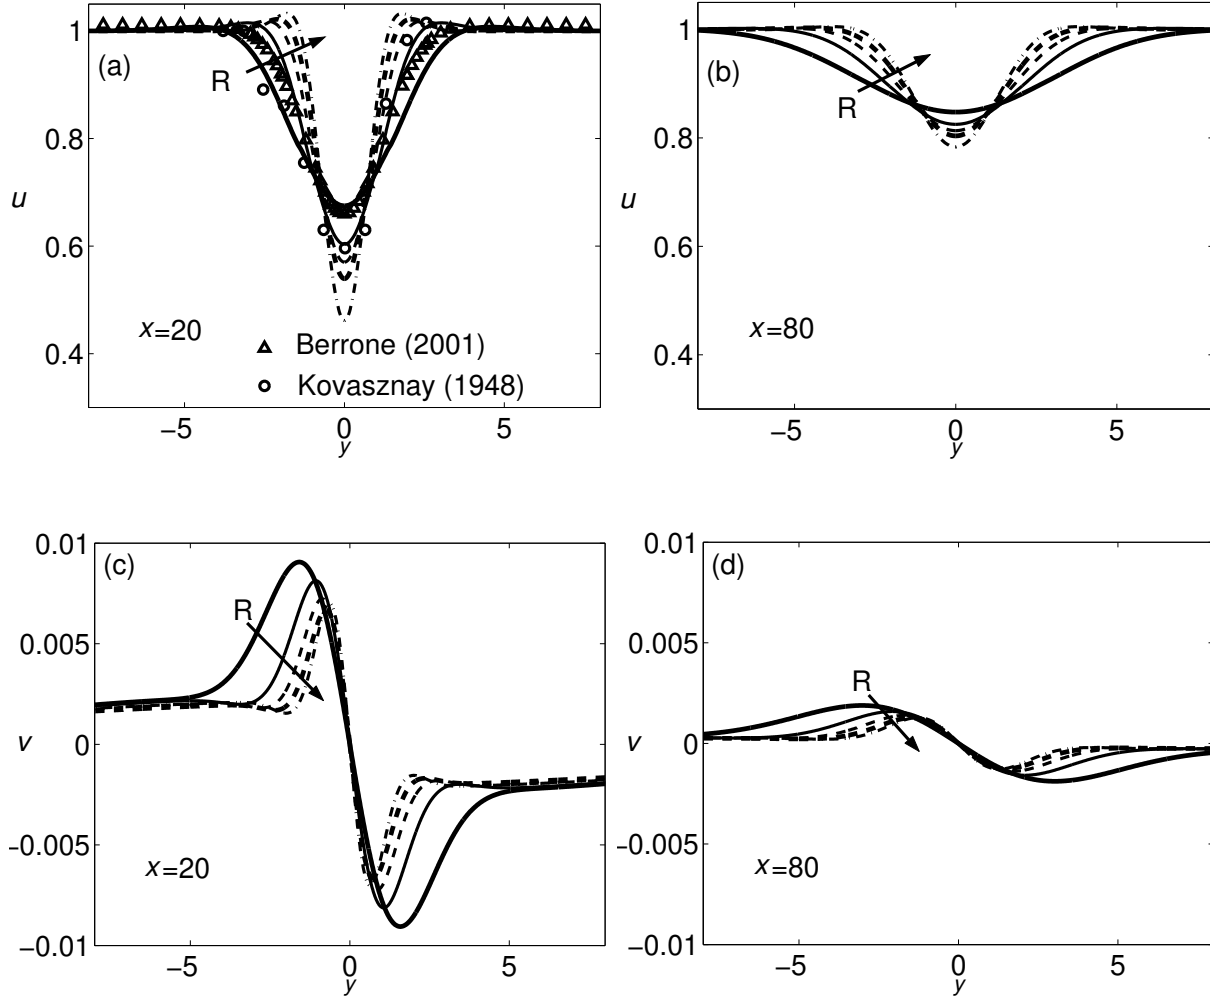 1
0.8
0.6
0.4
u
(a)
R
x=20
Berrone (2001)
Kovasznay (1948)
−5
0
5
y
1
0.8
0.6
0.4
u
(b)
R
x=80
−5
0
5
y
0.01
0.005
0
−0.005
−0.01
v
(c)
R
x=20
−5
0
5
y
0.01
0.005
0
−0.005
−0.01
v
(d)
R
x=80
−5
0
5
y